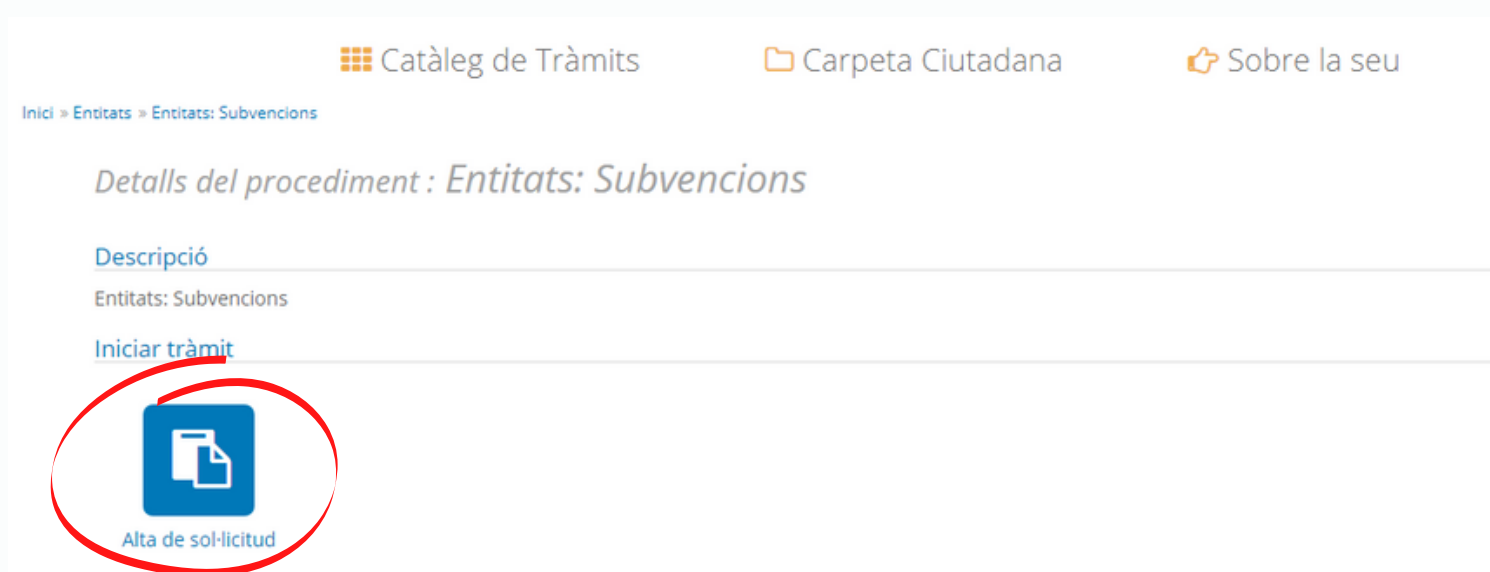 Catàleg de Tràmits Carpeta Ciutadana Sobre la seu
Inici » Entitats » Entitats: Subvencions
Detalls del procediment : Entitats: Subvencions
Descripció
Entitats: Subvencions
Iniciar tràmit
Alta de sol·licitud